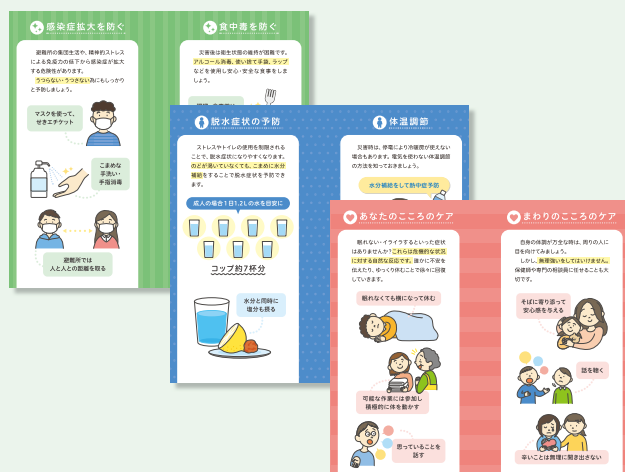 感染症拡大を防ぐ
避難所の集団生活や、精神的ストレス
による免疫力の低下から感染症が拡大
する危険性があります。
うつらない・うつさない為にもしっかり
と予防しましょう。
マスクを使って、
せきエチケット
こまめな
手洗い・
手指消毒
避難所では
人と人との距離を取る
食中毒を防ぐ
災害後は衛生状態の維持が困難です。
アルコール消毒、使い捨て手袋、ラップ
などを使用し安心・安全な食事をしま
しょう。
脱水症状の予防
ストレスやトイレの使用を制限される
ことで、脱水症状になりやすくなります。
のどが渇いていなくても、こまめに水分
補給をすることで脱水症状を予防でき
ます。
成人の場合1日1.2Lの水を目安に
コップ約7杯分
水分と同時に
塩分も摂る
体温調節
災害時は、停電により冷暖房が使えない
場合もあります。電気を使わない体温調節
の方法を知っておきましょう。
水分補給をして熱中症予防
あなたのこころのケア
眠れない・イライラするといった症状
はありませんか?これらは危機的な状況
に対する自然な反応です。誰かに不安を
伝えたり、ゆっくり休むことで徐々に回復
していきます。
眠れなくても横になって休む
可能な作業には参加し
積極的に体を動かす
思っていることを
話す
まわりのこころのケア
自身の体調が万全な時は、周りの人に
目を向けてみましょう。
しかし、無理強いをしてはいけません。
保健師や専門の相談員に任せることも大
切です。
そばに寄り添って
安心感を与える
話を聴く
辛いことは無理に聞き出さない